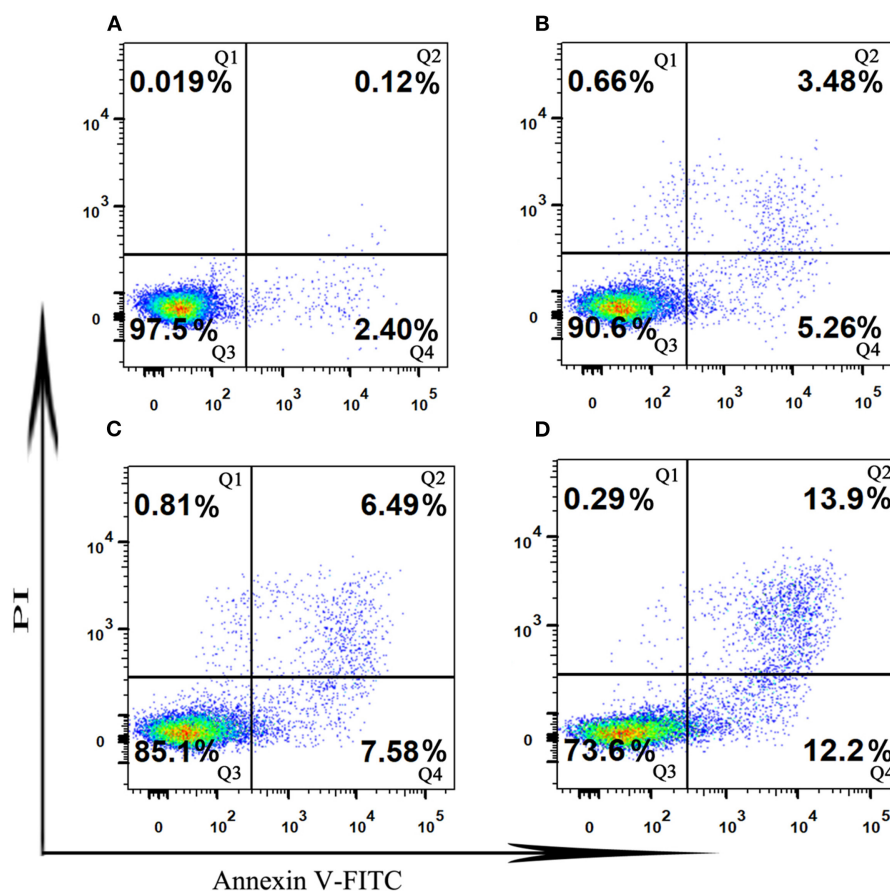 A
Q1 Q2
0.019% 0.12%
10⁴
10³
0
97.5% 2.40%
Q3 Q4
0 10² 10³ 10⁴ 10⁵
B
Q1 Q2
0.66% 3.48%
10⁴
10³
0
90.6% 5.26%
Q3 Q4
0 10² 10³ 10⁴ 10⁵
C
Q1 Q2
0.81% 6.49%
10⁴
10³
0
85.1% 7.58%
Q3 Q4
0 10² 10³ 10⁴ 10⁵
D
Q1 Q2
0.29% 13.9%
10⁴
10³
0
73.6% 12.2%
Q3 Q4
0 10² 10³ 10⁴ 10⁵
PI
Annexin V-FITC